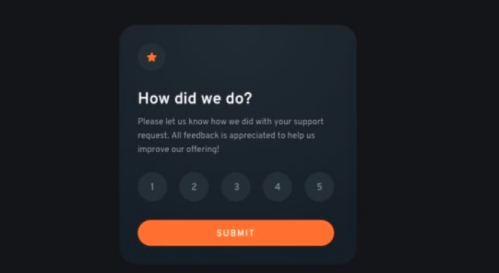 How did we do?
Please let us know how we did with your support
request. All feedback is appreciated to help us
improve our offering!
1 2 3 4 5
SUBMIT